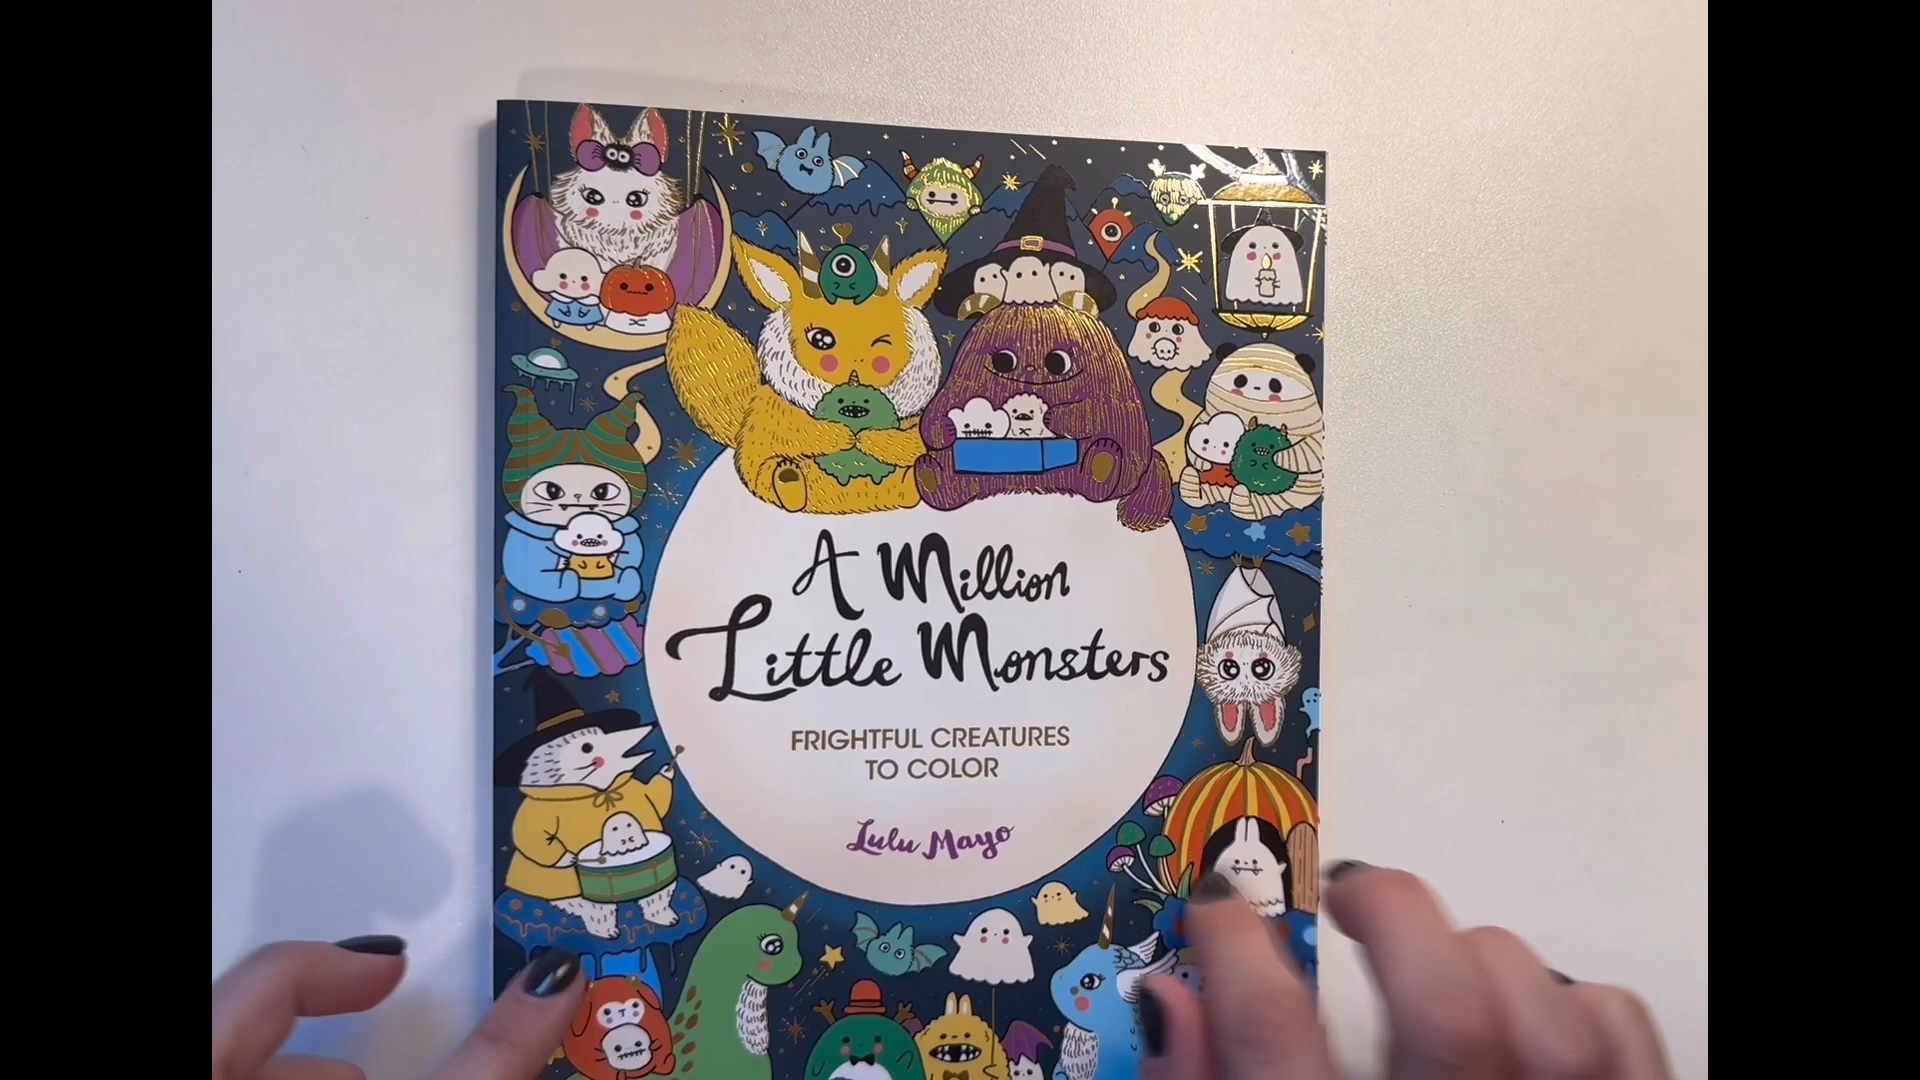 A Million
Little Monsters
FRIGHTFUL CREATURES
TO COLOR
Lulu Mayo